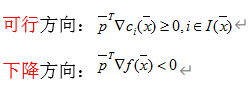 可行方向： p̄ᵀ∇cᵢ(x̄) ≥ 0, i ∈ I(x̄)
下降方向： p̄ᵀ∇f(x̄) < 0 ↵